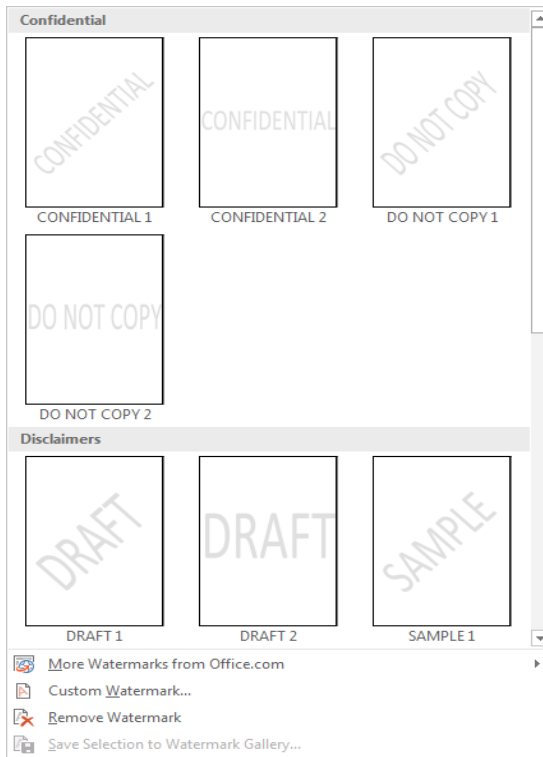 Confidential
CONFIDENTIAL CONFIDENTIAL DO NOT COPY
CONFIDENTIAL 1 CONFIDENTIAL 2 DO NOT COPY 1
DO NOT COPY
DO NOT COPY 2
Disclaimers
DRAFT DRAFT SAMPLE
DRAFT 1 DRAFT 2 SAMPLE 1
More Watermarks from Office.com
Custom Watermark...
Remove Watermark
Save Selection to Watermark Gallery...